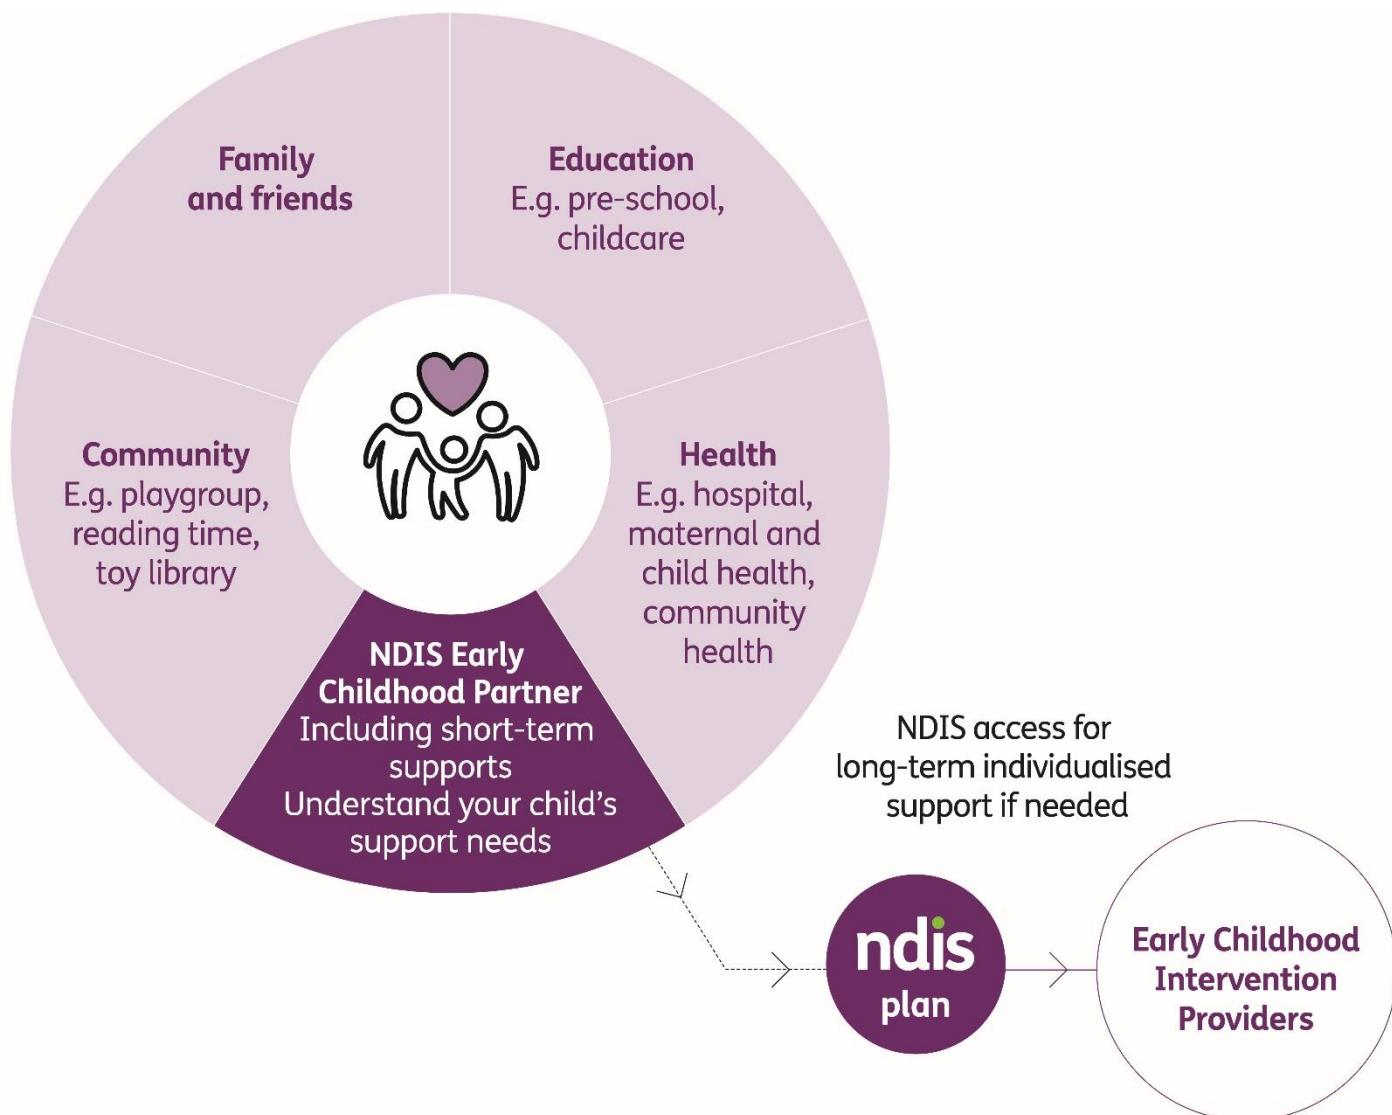 Family
and friends
Education
E.g. pre-school,
childcare
Community
E.g. playgroup,
reading time,
toy library
Health
E.g. hospital,
maternal and
child health,
community
health
NDIS Early
Childhood Partner
Including short-term
supports
Understand your child’s
support needs
NDIS access for
long-term individualised
support if needed
ndis
plan
Early Childhood
Intervention
Providers